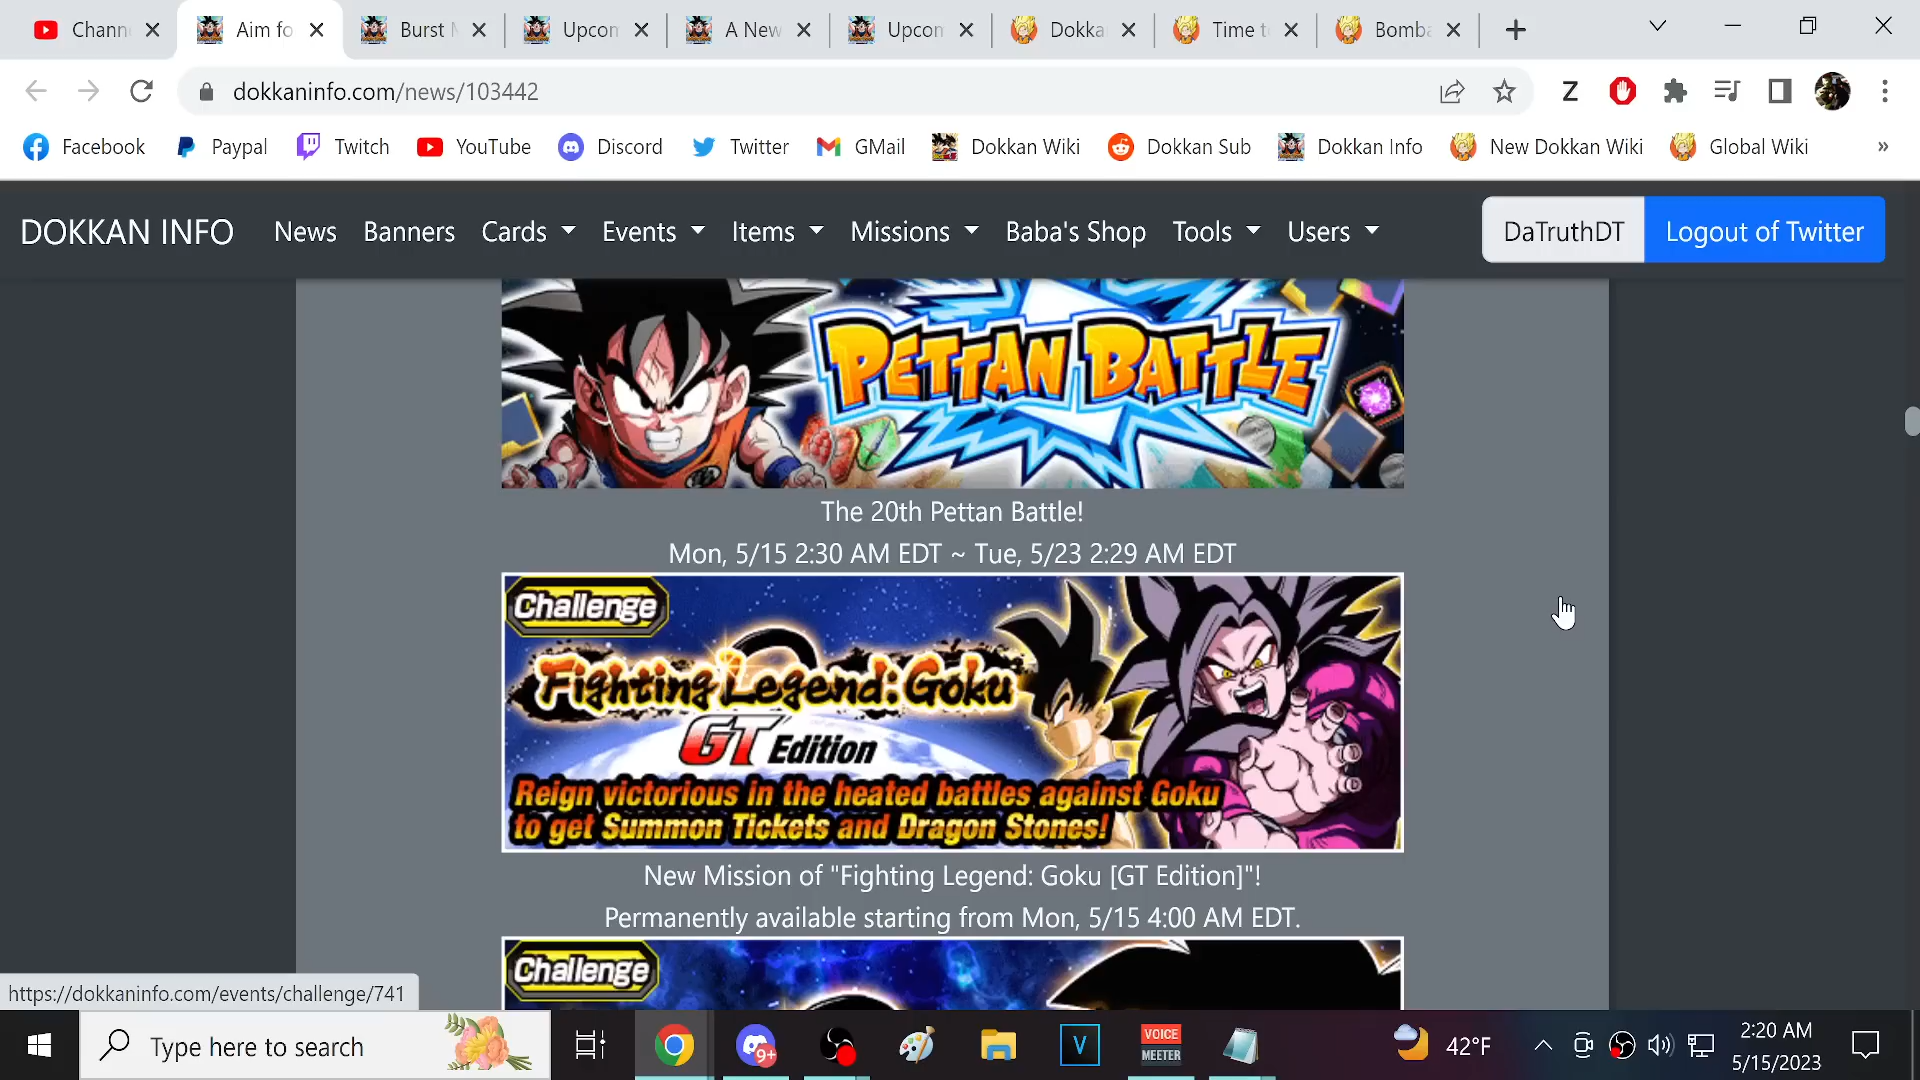 Chann
Aim fo
Burst M
Upcom
A New
Upcom
Dokka
Time t
Bomba
dokkaninfo.com/news/103442
Z
Facebook
Paypal
Twitch
YouTube
Discord
Twitter
GMail
Dokkan Wiki
Dokkan Sub
Dokkan Info
New Dokkan Wiki
Global Wiki
»
DOKKAN INFO
News
Banners
Cards
Events
Items
Missions
Baba's Shop
Tools
Users
DaTruthDT
Logout of Twitter
PETTAN BATTLE
The 20th Pettan Battle!
Mon, 5/15 2:30 AM EDT ~ Tue, 5/23 2:29 AM EDT
Challenge
Fighting Legend: Goku
GT Edition
Reign victorious in the heated battles against Goku
to get Summon Tickets and Dragon Stones!
New Mission of "Fighting Legend: Goku [GT Edition]"!
Permanently available starting from Mon, 5/15 4:00 AM EDT.
Challenge
https://dokkaninfo.com/events/challenge/741
Type here to search
9+
V
VOICE
MEETER
42°F
2:20 AM
5/15/2023